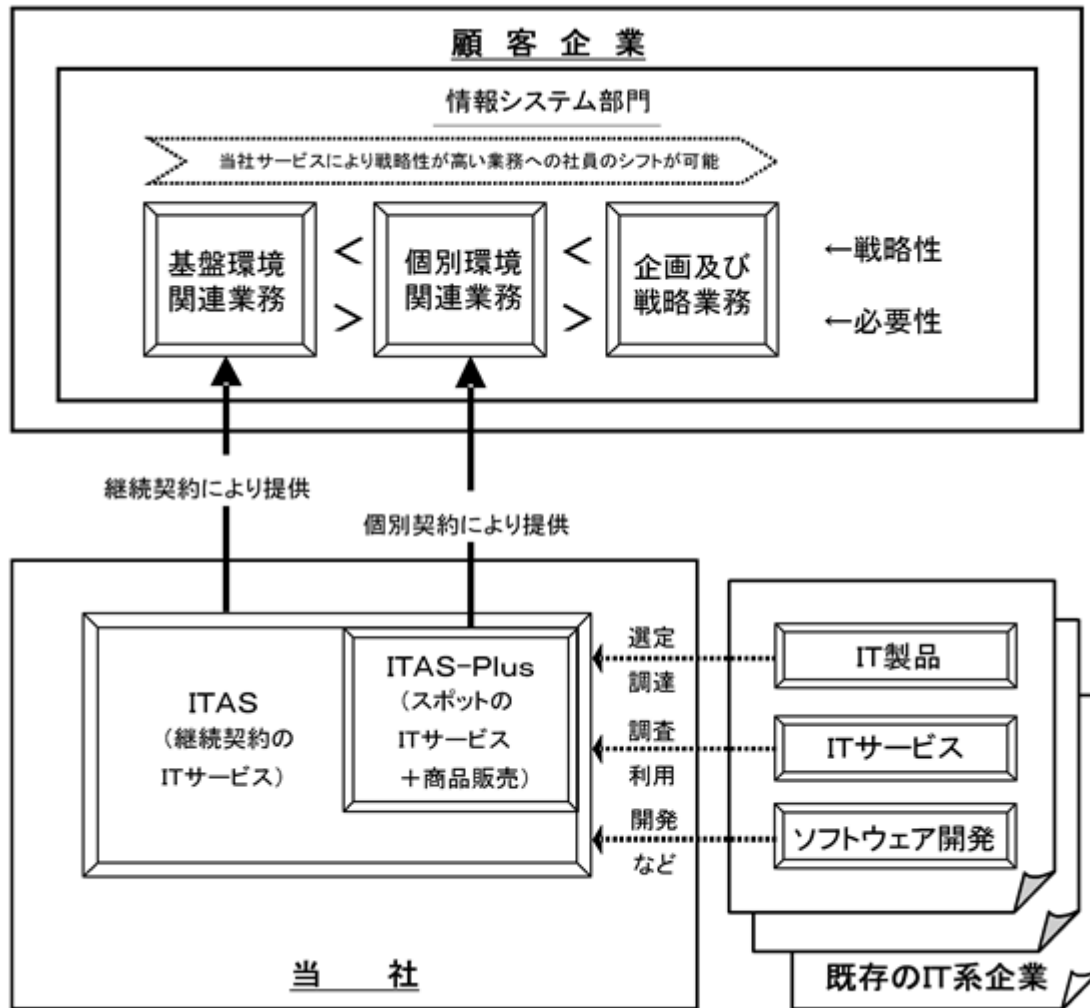 顧 客 企 業
情報システム部門
当社サービスにより戦略性が高い業務への社員のシフトが可能
基盤環境
関連業務
＜
＞
個別環境
関連業務
＜
＞
企画及び
戦略業務
←戦略性
←必要性
継続契約により提供
個別契約により提供
ITAS
（継続契約の
ITサービス）
ITAS-Plus
（スポットの
ITサービス
＋商品販売）
選定
調達
調査
利用
開発
など
IT製品
ITサービス
ソフトウェア開発
当 社
既存のIT系企業